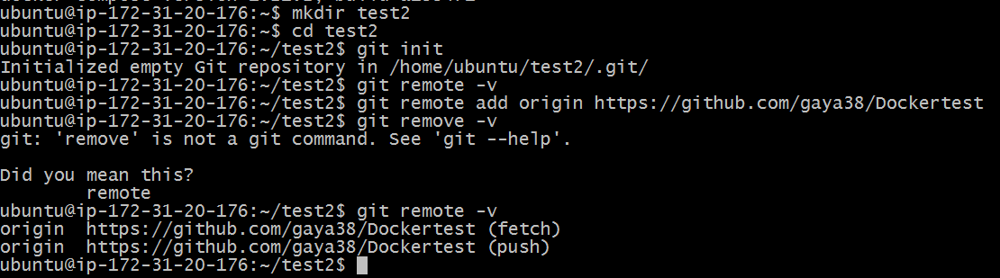 ubuntu@ip-172-31-20-176:~$ mkdir test2
ubuntu@ip-172-31-20-176:~$ cd test2
ubuntu@ip-172-31-20-176:~/test2$ git init
Initialized empty Git repository in /home/ubuntu/test2/.git/
ubuntu@ip-172-31-20-176:~/test2$ git remote -v
ubuntu@ip-172-31-20-176:~/test2$ git remote add origin https://github.com/gaya38/Dockertest
ubuntu@ip-172-31-20-176:~/test2$ git remove -v
git: 'remove' is not a git command. See 'git --help'.

Did you mean this?
        remote
ubuntu@ip-172-31-20-176:~/test2$ git remote -v
origin  https://github.com/gaya38/Dockertest (fetch)
origin  https://github.com/gaya38/Dockertest (push)
ubuntu@ip-172-31-20-176:~/test2$